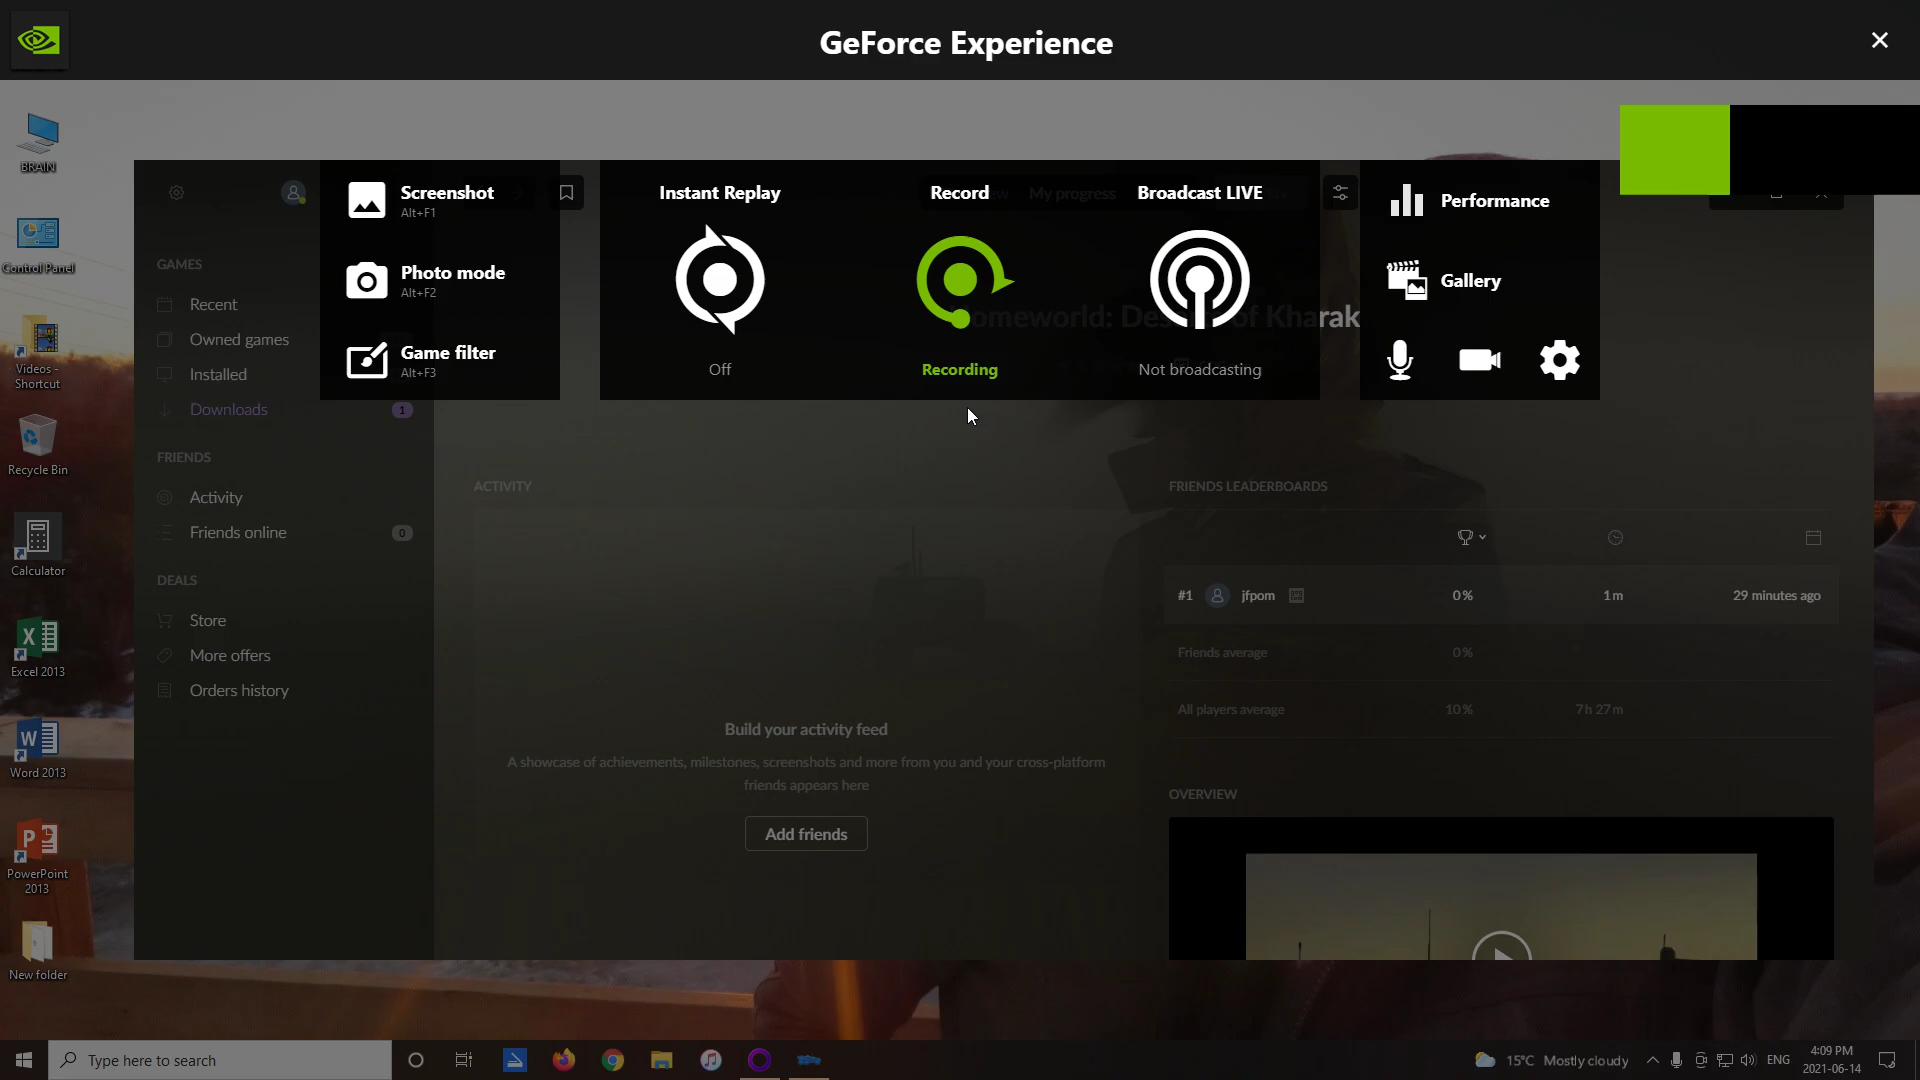 GeForce Experience
BRAIN
Control Panel
Videos -
Shortcut
Recycle Bin
Calculator
Excel 2013
Word 2013
PowerPoint
2013
New folder
GAMES
Recent
Owned games
Installed
Downloads
1
FRIENDS
Activity
Friends online
0
DEALS
Store
More offers
Orders history
Screenshot
Alt+F1
Photo mode
Alt+F2
Game filter
Alt+F3
Instant Replay
Off
Record
Recording
Broadcast LIVE
Not broadcasting
My progress
Homeworld: Deserts of Kharak
Performance
Gallery
ACTIVITY
Build your activity feed
A showcase of achievements, milestones, screenshots and more from you and your cross-platform
friends appears here
Add friends
FRIENDS LEADERBOARDS
#1 jfpom 0% 1m 29 minutes ago
Friends average 0%
All players average 10% 7h 27m
OVERVIEW
Type here to search
15°C Mostly cloudy
ENG
4:09 PM
2021-06-14